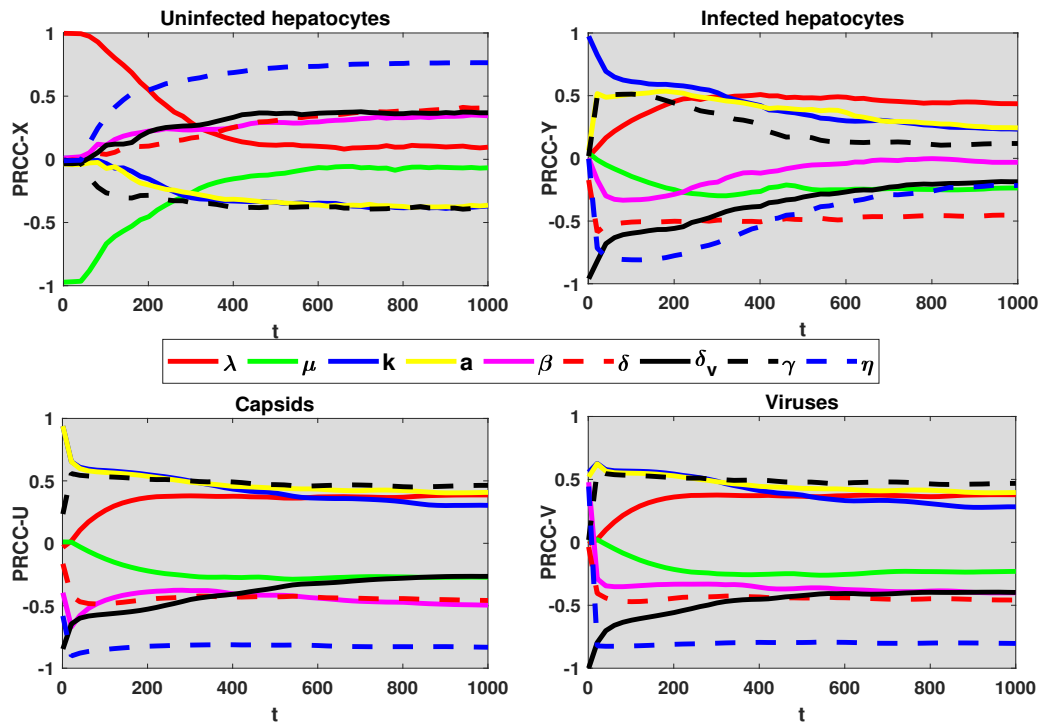 Uninfected hepatocytes
PRCC-X
1
0.5
0
-0.5
-1
0 200 400 600 800 1000
t
Infected hepatocytes
PRCC-Y
1
0.5
0
-0.5
-1
0 200 400 600 800 1000
t
λ μ k a β δ δv γ η
Capsids
PRCC-U
1
0.5
0
-0.5
-1
0 200 400 600 800 1000
t
Viruses
PRCC-V
1
0.5
0
-0.5
-1
0 200 400 600 800 1000
t